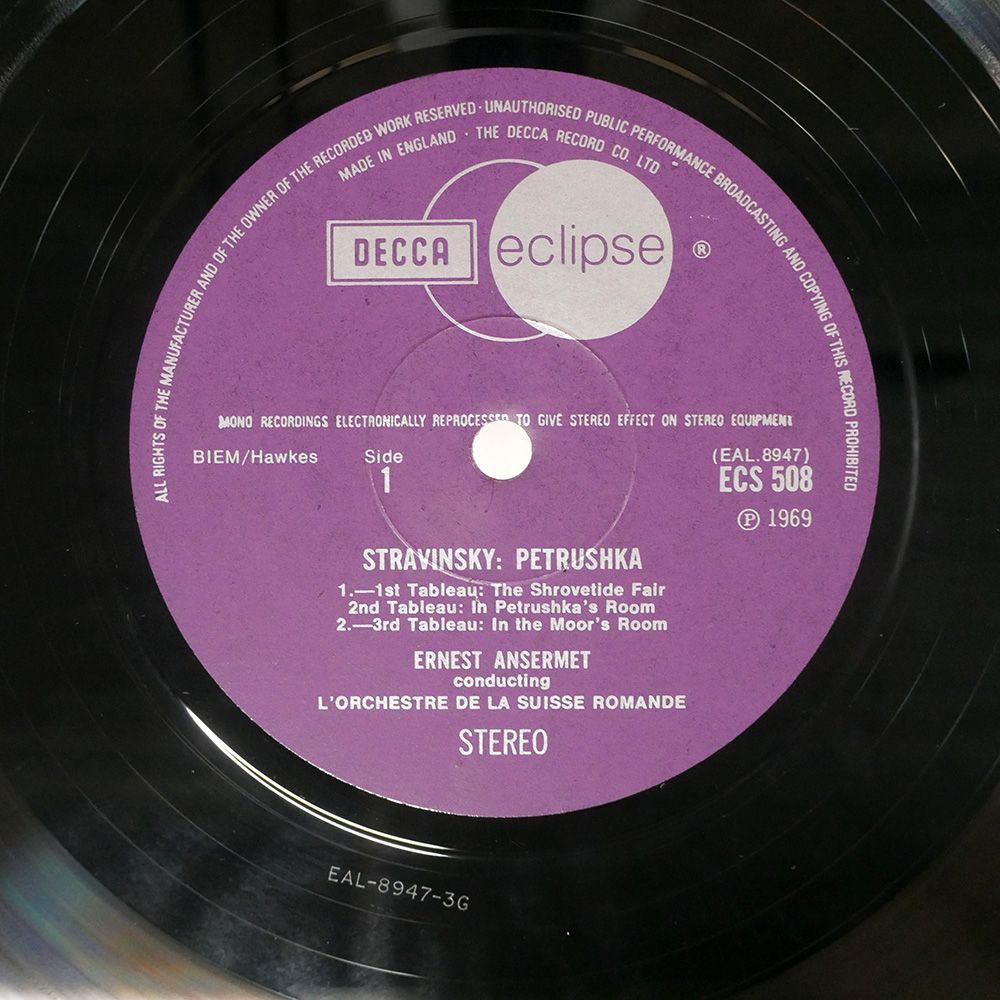 ALL RIGHTS OF THE MANUFACTURER AND OF THE OWNER OF THE RECORDED WORK RESERVED · UNAUTHORISED PUBLIC PERFORMANCE BROADCASTING AND COPYING OF THIS RECORD PROHIBITED
MADE IN ENGLAND · THE DECCA RECORD CO. LTD
DECCA eclipse ®
MONO RECORDINGS ELECTRONICALLY REPROCESSED TO GIVE STEREO EFFECT ON STEREO EQUIPMENT
BIEM/Hawkes Side (EAL.8947)
1 ECS 508
℗ 1969
STRAVINSKY: PETRUSHKA
1.—1st Tableau: The Shrovetide Fair
2nd Tableau: In Petrushka's Room
2.—3rd Tableau: In the Moor's Room
ERNEST ANSERMET
conducting
L'ORCHESTRE DE LA SUISSE ROMANDE
STEREO
EAL-8947-3G